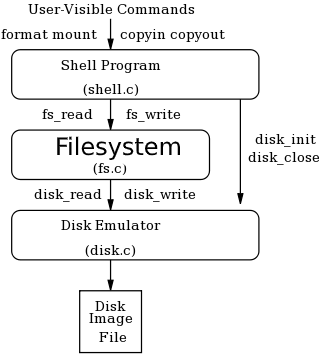 User-Visible Commands
format mount copyin copyout
Shell Program
(shell.c)
fs_read fs_write
Filesystem
(fs.c)
disk_init
disk_close
disk_read disk_write
Disk Emulator
(disk.c)
Disk
Image
File